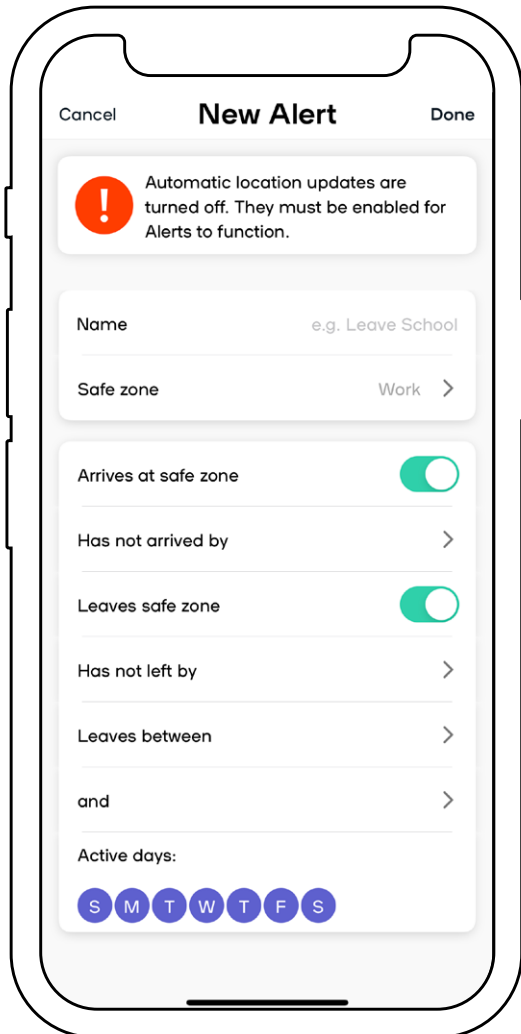 Cancel New Alert Done
!
Automatic location updates are
turned off. They must be enabled for
Alerts to function.
Name e.g. Leave School
Safe zone Work
Arrives at safe zone
Has not arrived by
Leaves safe zone
Has not left by
Leaves between
and
Active days:
S M T W T F S